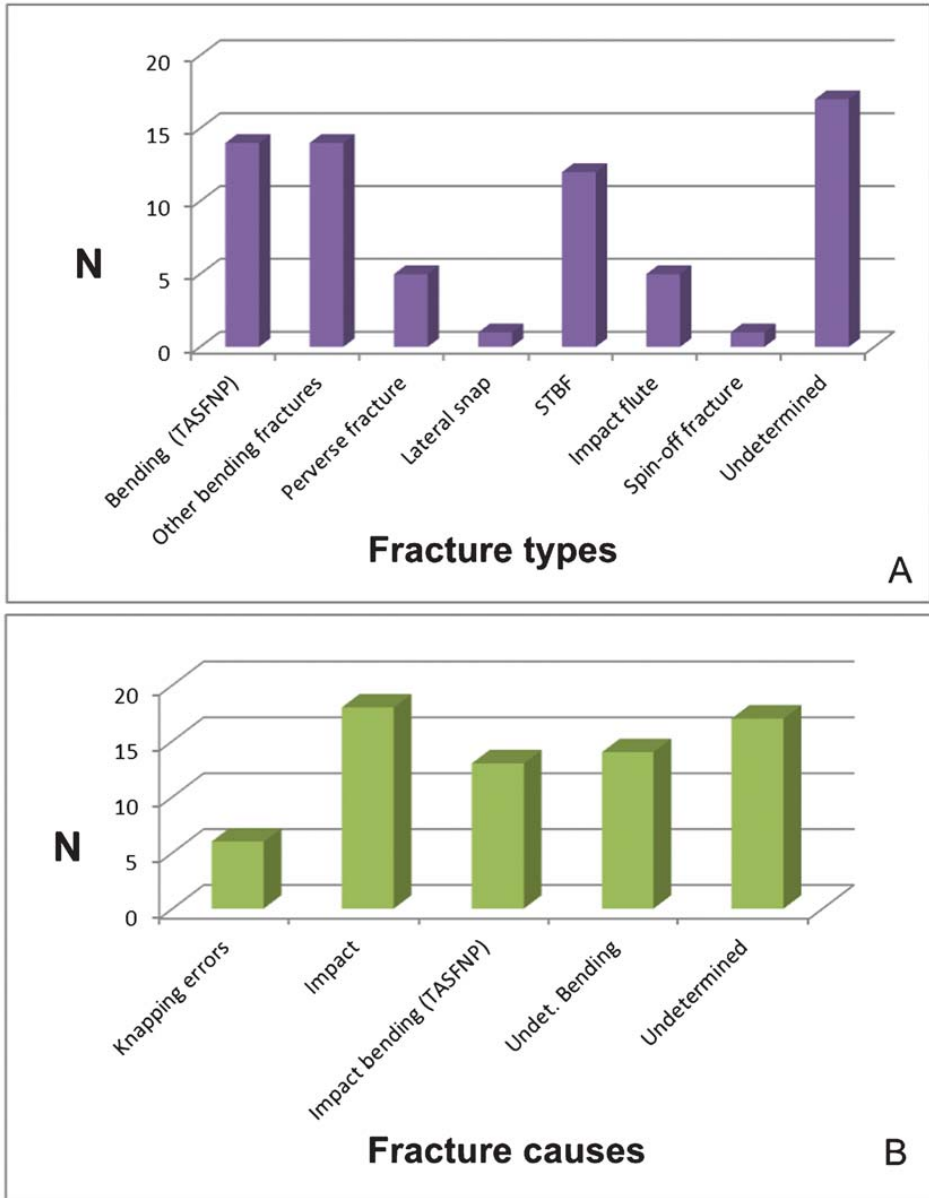 20
15
10
5
0
N
Bending (TASFNP)
Other bending fractures
Perverse fracture
Lateral snap
STBF
Impact flute
Spin-off fracture
Undetermined
Fracture types
A
20
15
10
5
0
N
Knapping errors
Impact
Impact bending (TASFNP)
Undet. Bending
Undetermined
Fracture causes
B